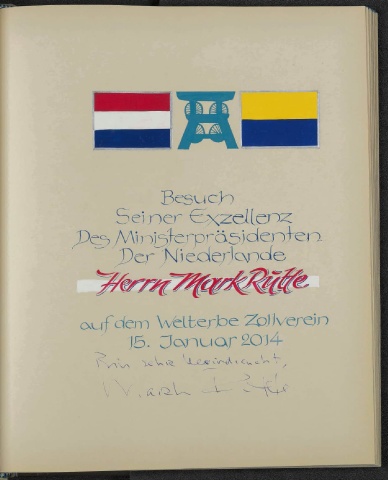 Besuch
Seiner Exzellenz
Des Ministerpräsidenten
Der Niederlande
Herrn Mark Rutte
auf dem Welterbe Zollverein
15. Januar 2014
Bin sehr beeindruckt,